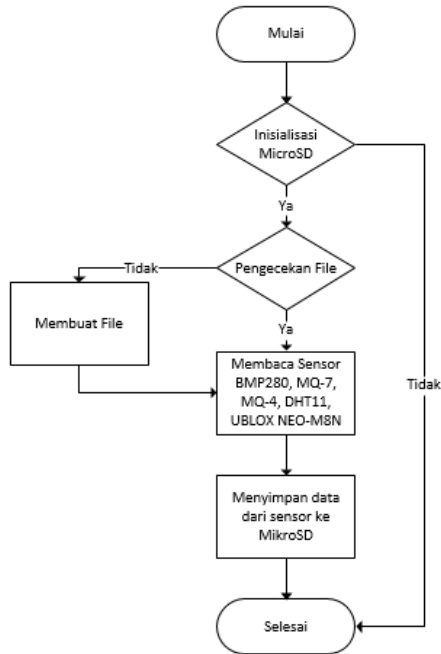 Mulai
Inisialisasi
MicroSD
Ya
Tidak
Pengecekan File
Membuat File
Ya
Membaca Sensor
BMP280, MQ-7,
MQ-4, DHT11,
UBLOX NEO-M8N
Tidak
Menyimpan data
dari sensor ke
MikroSD
Selesai